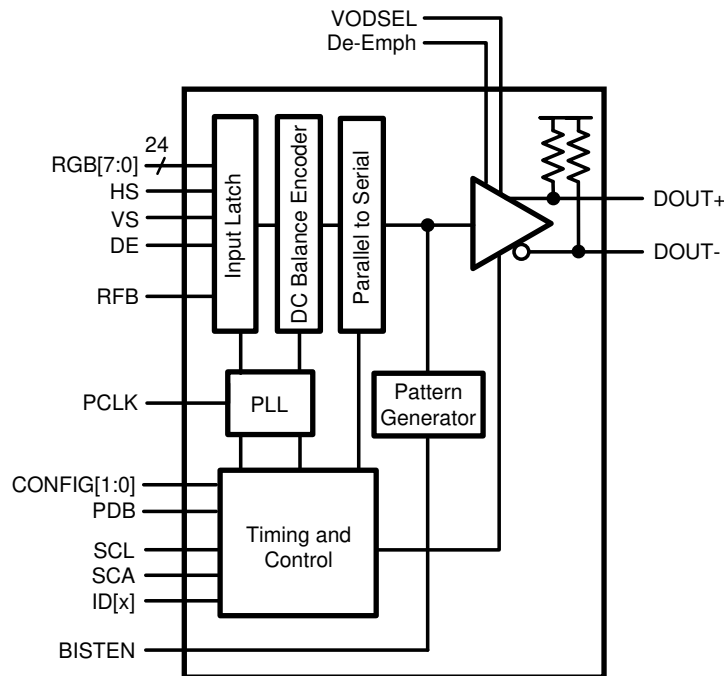 VODSEL
De-Emph
24
RGB[7:0]
HS
VS
DE
RFB
Input Latch
DC Balance Encoder
Parallel to Serial
DOUT+
DOUT-
PCLK
PLL
Pattern
Generator
CONFIG[1:0]
PDB
SCL
SCA
ID[x]
Timing and
Control
BISTEN